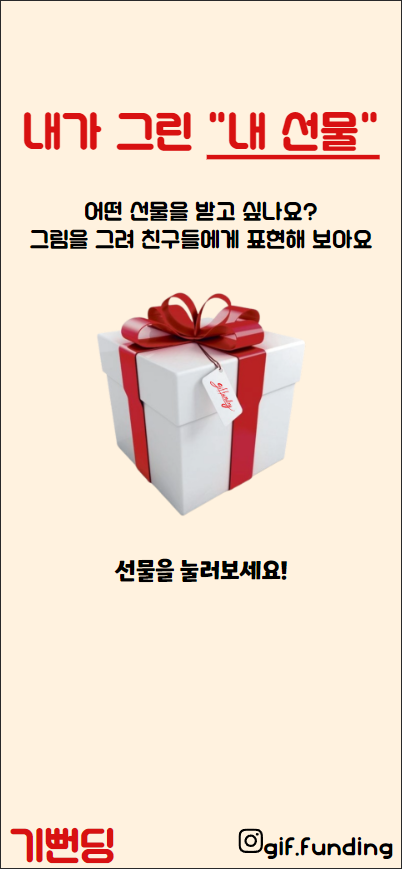 내가 그린 "내 선물"
어떤 선물을 받고 싶나요?
그림을 그려 친구들에게 표현해 보아요
선물을 눌러보세요!
기뻔딩
gif.funding